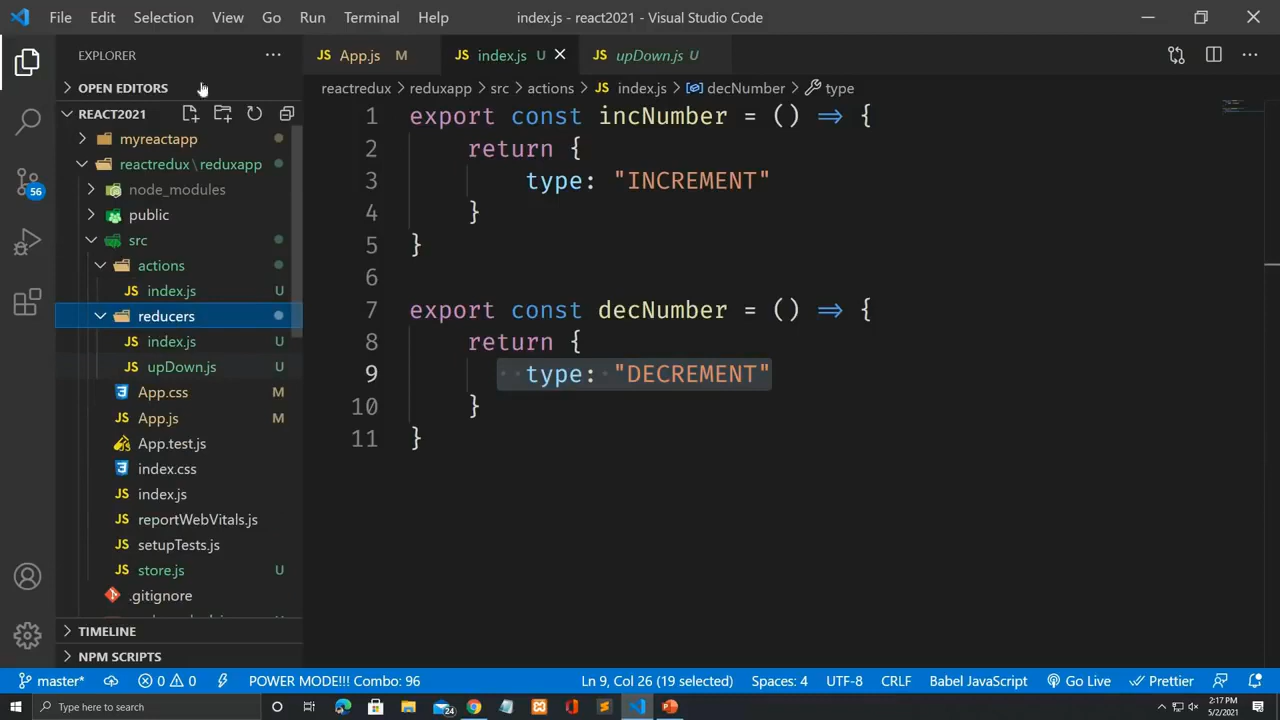 File Edit Selection View Go Run Terminal Help index.js - react2021 - Visual Studio Code
EXPLORER
JS App.js M JS index.js U JS upDown.js U
OPEN EDITORS
reactredux > reduxapp > src > actions > JS index.js > decNumber > type
REACT2021
myreactapp
reactredux \ reduxapp
node_modules
public
src
actions
JS index.js U
reducers
JS index.js U
JS upDown.js U
App.css M
JS App.js M
App.test.js
index.css
JS index.js
JS reportWebVitals.js
JS setupTests.js
JS store.js U
.gitignore
TIMELINE
NPM SCRIPTS
1 export const incNumber = () => {
2 return {
3 type: "INCREMENT"
4 }
5 }
6
7 export const decNumber = () => {
8 return {
9 type: "DECREMENT"
10 }
11 }
56
master* 0 0 POWER MODE!!! Combo: 96 Ln 9, Col 26 (19 selected) Spaces: 4 UTF-8 CRLF Babel JavaScript Go Live Prettier
Type here to search
24
2:17 PM
5/2/2021